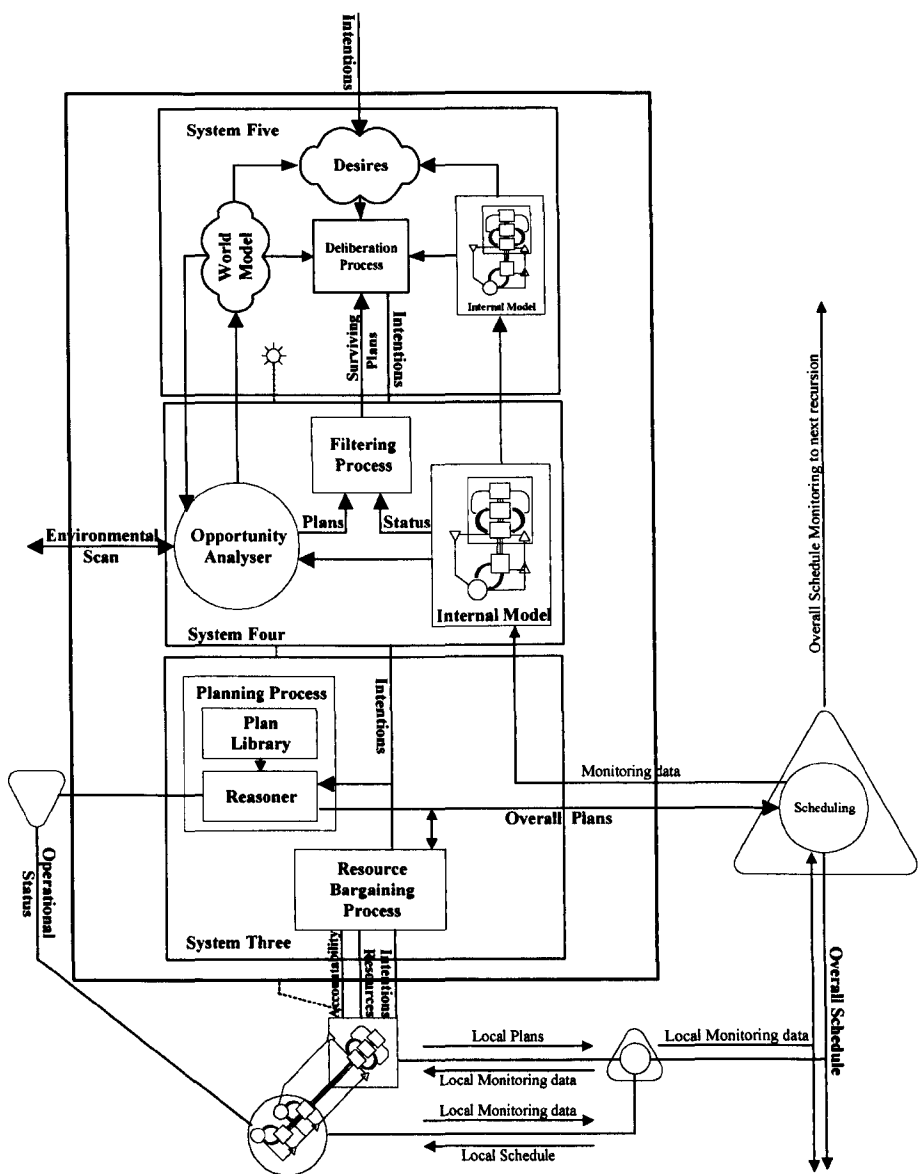 Intentions
System Five
Desires
World
Model
Deliberation
Process
Internal Model
Surviving
Plans
Intentions
Filtering
Process
Environmental
Scan
Opportunity
Analyser
Plans
Status
Internal Model
System Four
Overall Schedule Monitoring to next recursion
Planning Process
Plan
Library
Reasoner
Intentions
Monitoring data
Scheduling
Overall Plans
Operational
Status
Resource
Bargaining
Process
System Three
Accountability
Resources
Intentions
Overall Schedule
Local Plans
Local Monitoring data
Local Monitoring data
Local Monitoring data
Local Schedule